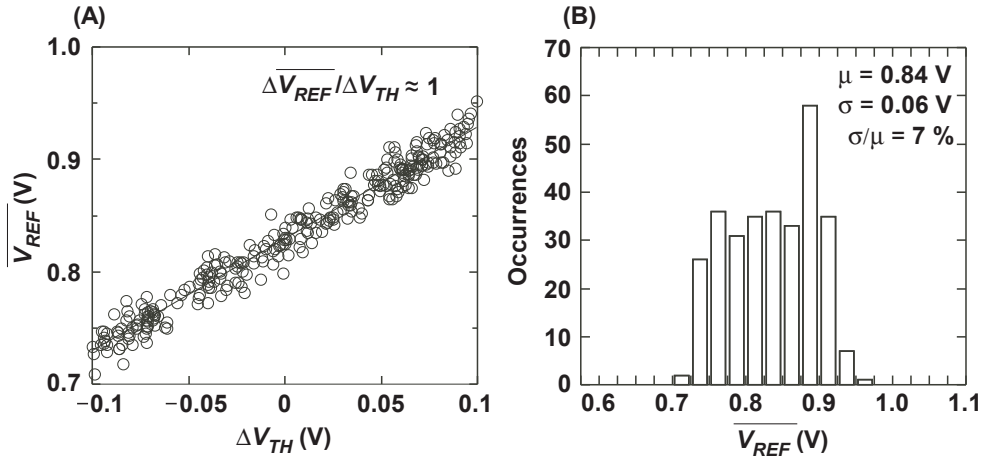 (A)
1.0
0.9
0.8
0.7
V_REF (V)
ΔV_REF/ΔV_TH ≈ 1
−0.1 −0.05 0 0.05 0.1
ΔV_TH (V)
(B)
70
60
50
40
30
20
10
0
Occurrences
μ = 0.84 V
σ = 0.06 V
σ/μ = 7 %
0.6 0.7 0.8 0.9 1.0 1.1
V_REF (V)